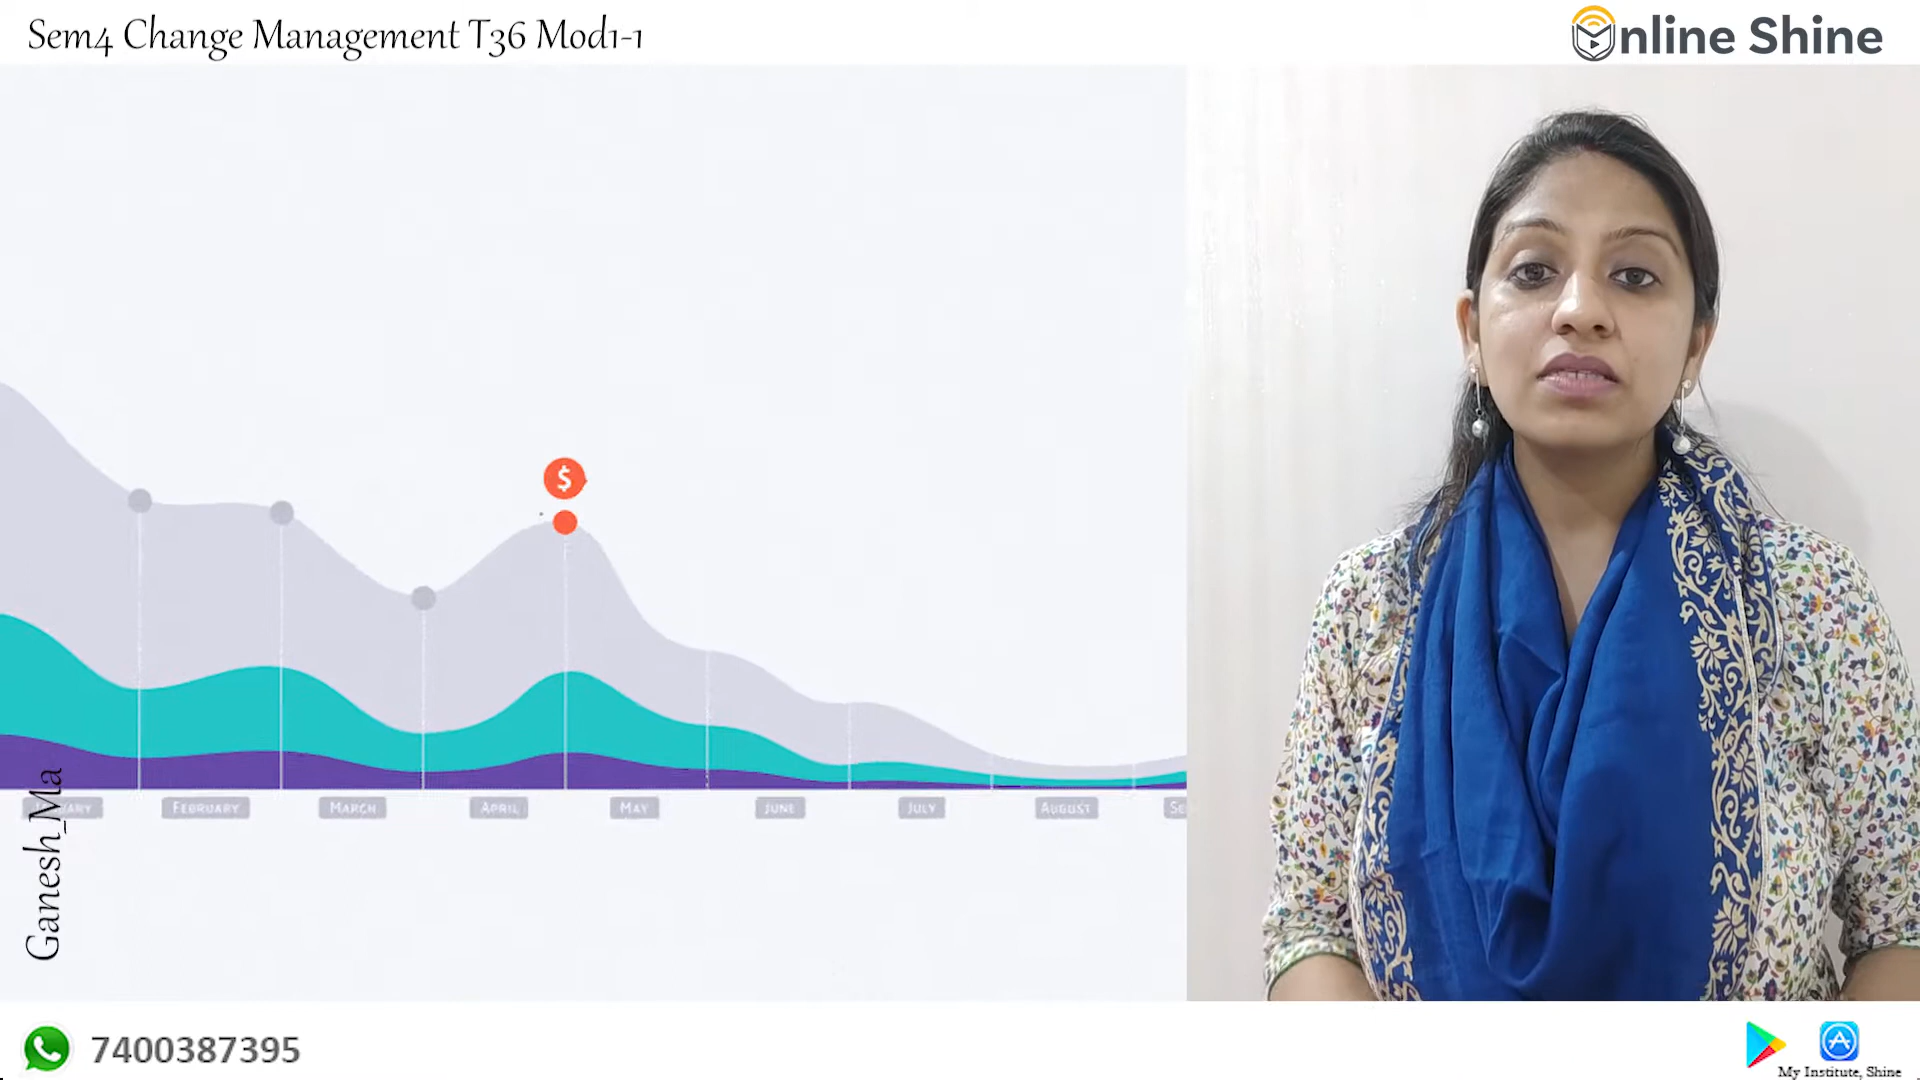 Sem4 Change Management T36 Mod1-1
Online Shine
$
FEBRUARY
MARCH
APRIL
MAY
JUNE
JULY
AUGUST
Ganesh_Ma
7400387395
My Institute, Shine